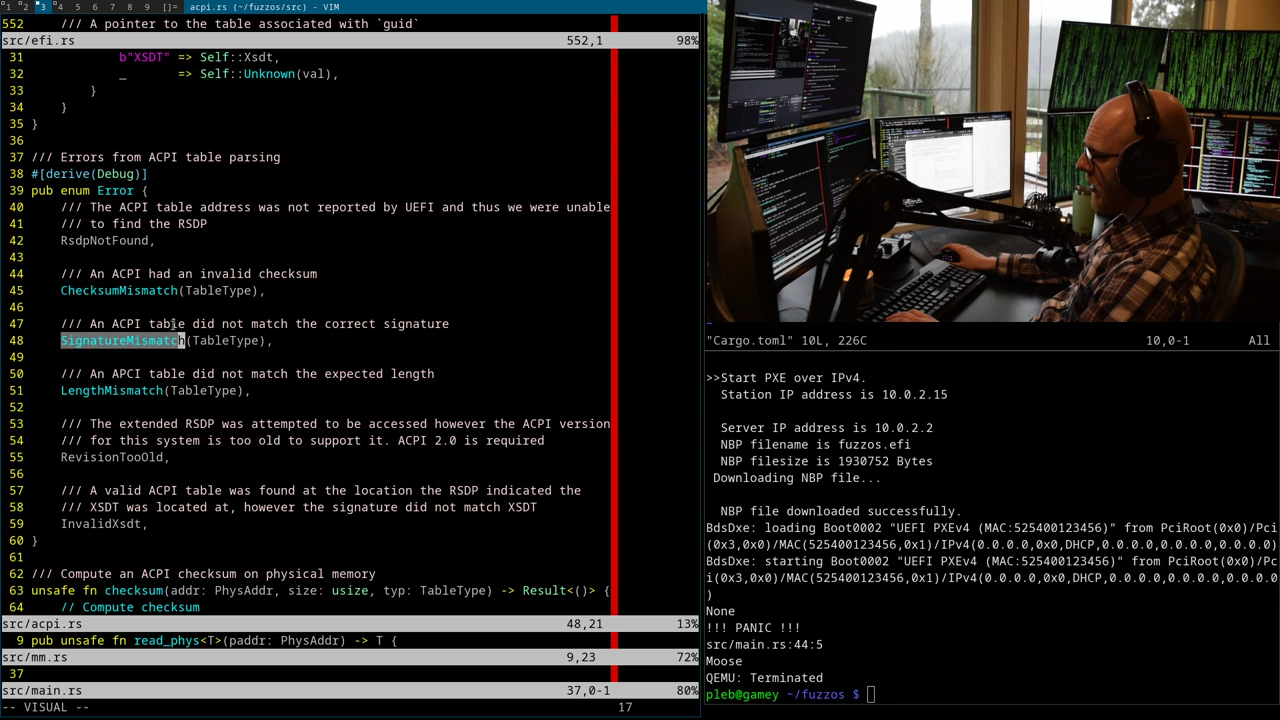 1 2 3 4 5 6 7 8 9 []= acpi.rs (~/fuzzos/src) - VIM
552 /// A pointer to the table associated with `guid`
src/efi.rs 552,1 98%
31 b"XSDT" => Self::Xsdt,
32 _ => Self::Unknown(val),
33 }
34 }
35 }
36
37 /// Errors from ACPI table parsing
38 #[derive(Debug)]
39 pub enum Error {
40 /// The ACPI table address was not reported by UEFI and thus we were unable
41 /// to find the RSDP
42 RsdpNotFound,
43
44 /// An ACPI had an invalid checksum
45 ChecksumMismatch(TableType),
46
47 /// An ACPI table did not match the correct signature
48 SignatureMismatch(TableType),
49
50 /// An APCI table did not match the expected length
51 LengthMismatch(TableType),
52
53 /// The extended RSDP was attempted to be accessed however the ACPI version
54 /// for this system is too old to support it. ACPI 2.0 is required
55 RevisionTooOld,
56
57 /// A valid ACPI table was found at the location the RSDP indicated the
58 /// XSDT was located at, however the signature did not match XSDT
59 InvalidXsdt,
60 }
61
62 /// Compute an ACPI checksum on physical memory
63 unsafe fn checksum(addr: PhysAddr, size: usize, typ: TableType) -> Result<()> {
64 // Compute checksum
src/acpi.rs 48,21 13%
9 pub unsafe fn read_phys<T>(paddr: PhysAddr) -> T {
src/mm.rs 9,23 72%
37
src/main.rs 37,0-1 80%
-- VISUAL -- 17
~
"Cargo.toml" 10L, 226C 10,0-1 All
>>Start PXE over IPv4.
Station IP address is 10.0.2.15
Server IP address is 10.0.2.2
NBP filename is fuzzos.efi
NBP filesize is 1930752 Bytes
Downloading NBP file...
NBP file downloaded successfully.
BdsDxe: loading Boot0002 "UEFI PXEv4 (MAC:525400123456)" from PciRoot(0x0)/Pci
(0x3,0x0)/MAC(525400123456,0x1)/IPv4(0.0.0.0,0x0,DHCP,0.0.0.0,0.0.0.0,0.0.0.0)
BdsDxe: starting Boot0002 "UEFI PXEv4 (MAC:525400123456)" from PciRoot(0x0)/Pc
i(0x3,0x0)/MAC(525400123456,0x1)/IPv4(0.0.0.0,0x0,DHCP,0.0.0.0,0.0.0.0,0.0.0.0
)
None
!!! PANIC !!!
src/main.rs:44:5
Moose
QEMU: Terminated
pleb@gamey ~/fuzzos $